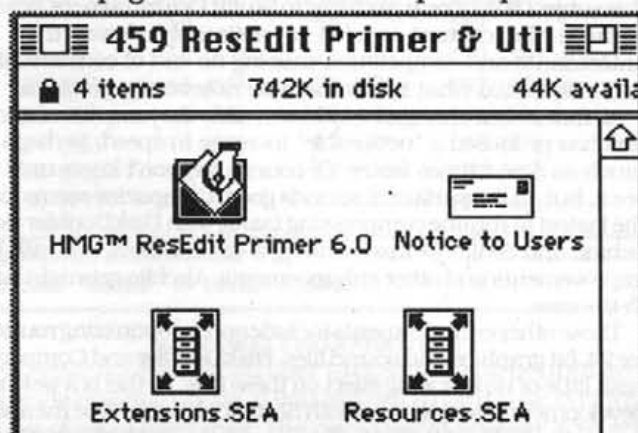 459 ResEdit Primer & Util
4 items 742K in disk 44K availa
HMG™ ResEdit Primer 6.0 Notice to Users
Extensions.SEA Resources.SEA